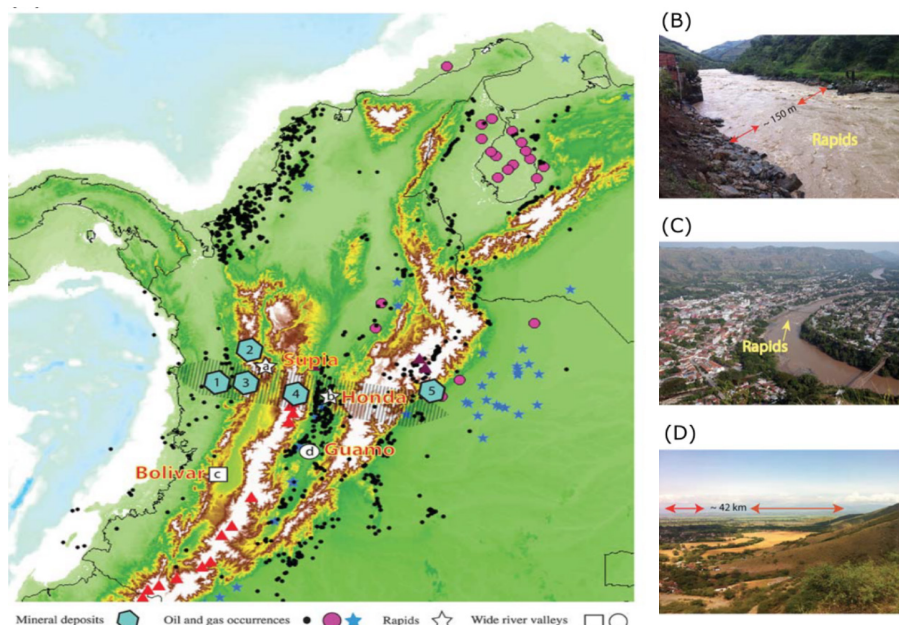 (B)
~ 150 m
Rapids
(C)
Rapids
(D)
~ 42 km
2
a
Supia
1
3
4
b
Honda
5
d
Guamo
Bolivar
c
Mineral deposits
Oil and gas occurrences
Rapids
Wide river valleys